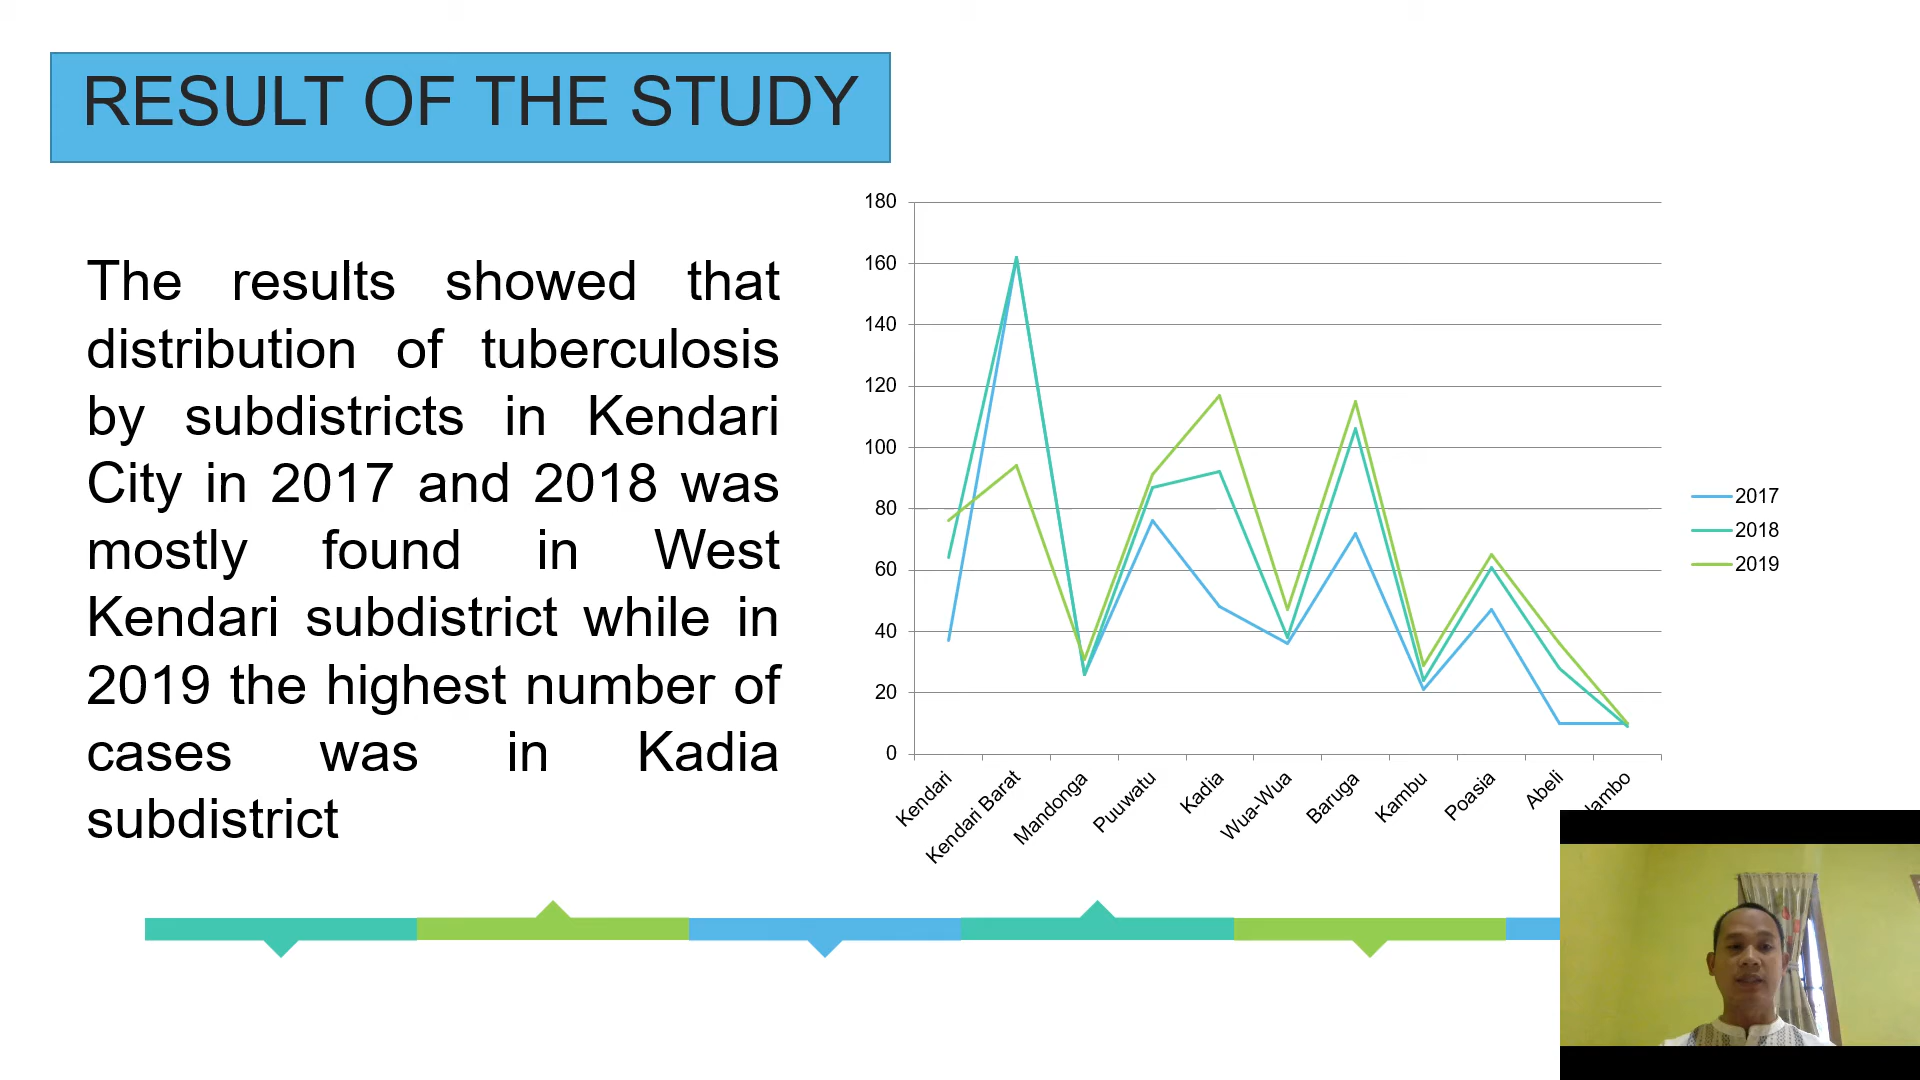 RESULT OF THE STUDY
The results showed that
distribution of tuberculosis
by subdistricts in Kendari
City in 2017 and 2018 was
mostly found in West
Kendari subdistrict while in
2019 the highest number of
cases was in Kadia
subdistrict
180
160
140
120
100
80
60
40
20
0
Kendari
Kendari Barat
Mandonga
Puuwatu
Kadia
Wua-Wua
Baruga
Kambu
Poasia
Abeli
2017
2018
2019